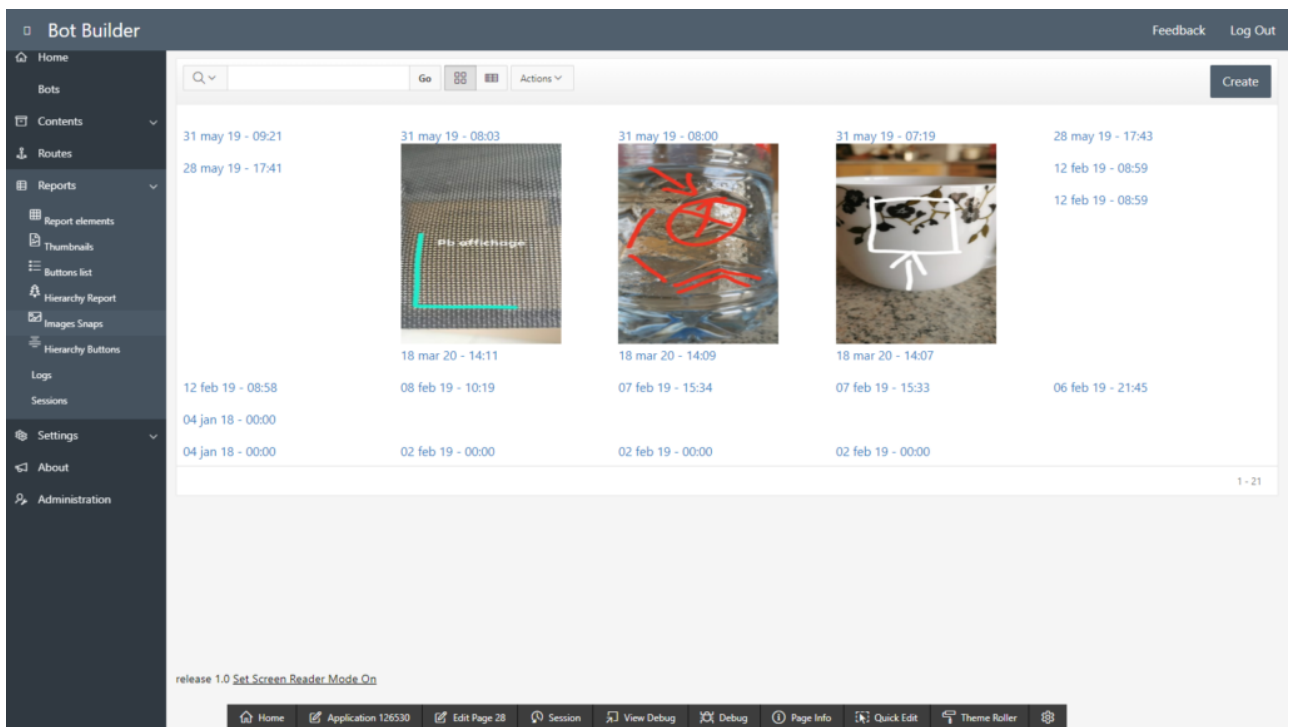 Bot Builder
Feedback Log Out
Home
Bots
Contents
Routes
Reports
Report elements
Thumbnails
Buttons list
Hierarchy Report
Images Snaps
Hierarchy Buttons
Logs
Sessions
Settings
About
Administration
Go Actions Create
31 may 19 - 09:21 31 may 19 - 08:03 31 may 19 - 08:00 31 may 19 - 07:19 28 may 19 - 17:43
28 may 19 - 17:41 12 feb 19 - 08:59
12 feb 19 - 08:59
Pb affichage
18 mar 20 - 14:11 18 mar 20 - 14:09 18 mar 20 - 14:07
12 feb 19 - 08:58 08 feb 19 - 10:19 07 feb 19 - 15:34 07 feb 19 - 15:33 06 feb 19 - 21:45
04 jan 18 - 00:00
04 jan 18 - 00:00 02 feb 19 - 00:00 02 feb 19 - 00:00 02 feb 19 - 00:00
1 - 21
release 1.0 Set Screen Reader Mode On
Home Application 126530 Edit Page 28 Session View Debug Debug Page Info Quick Edit Theme Roller